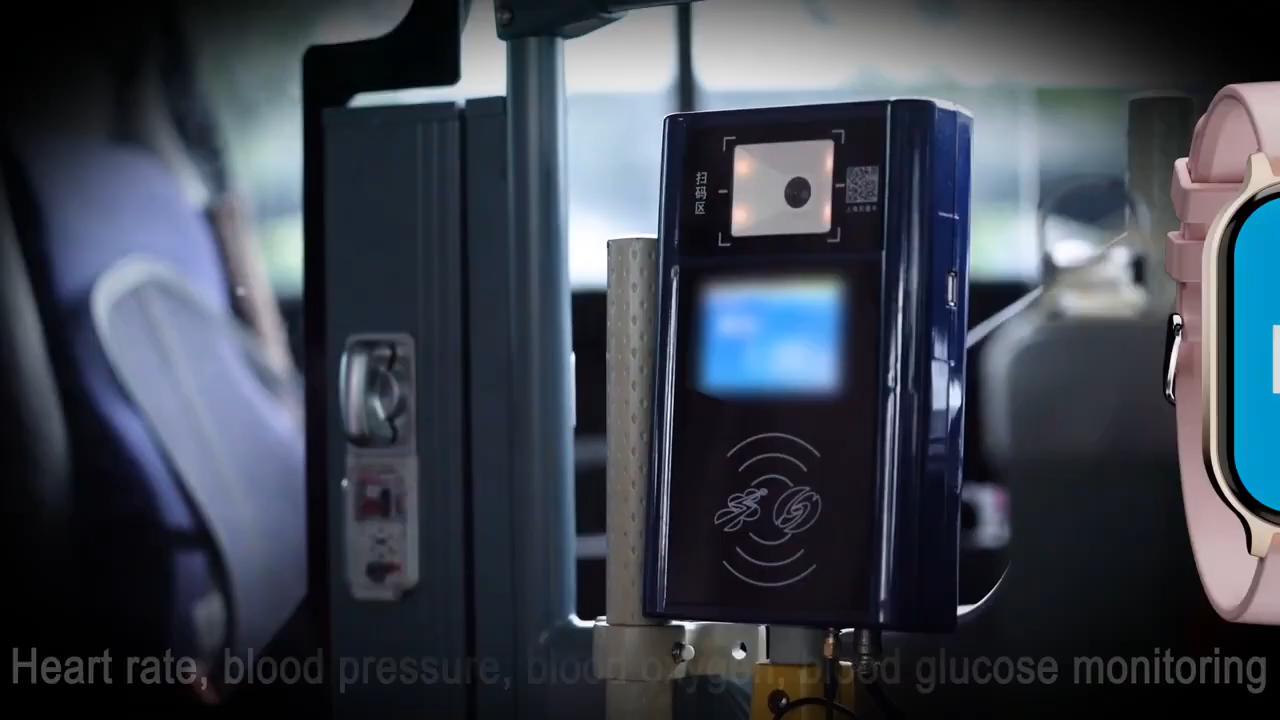 扫码区
Heart rate, blood pressure, blood oxygen, blood glucose monitoring